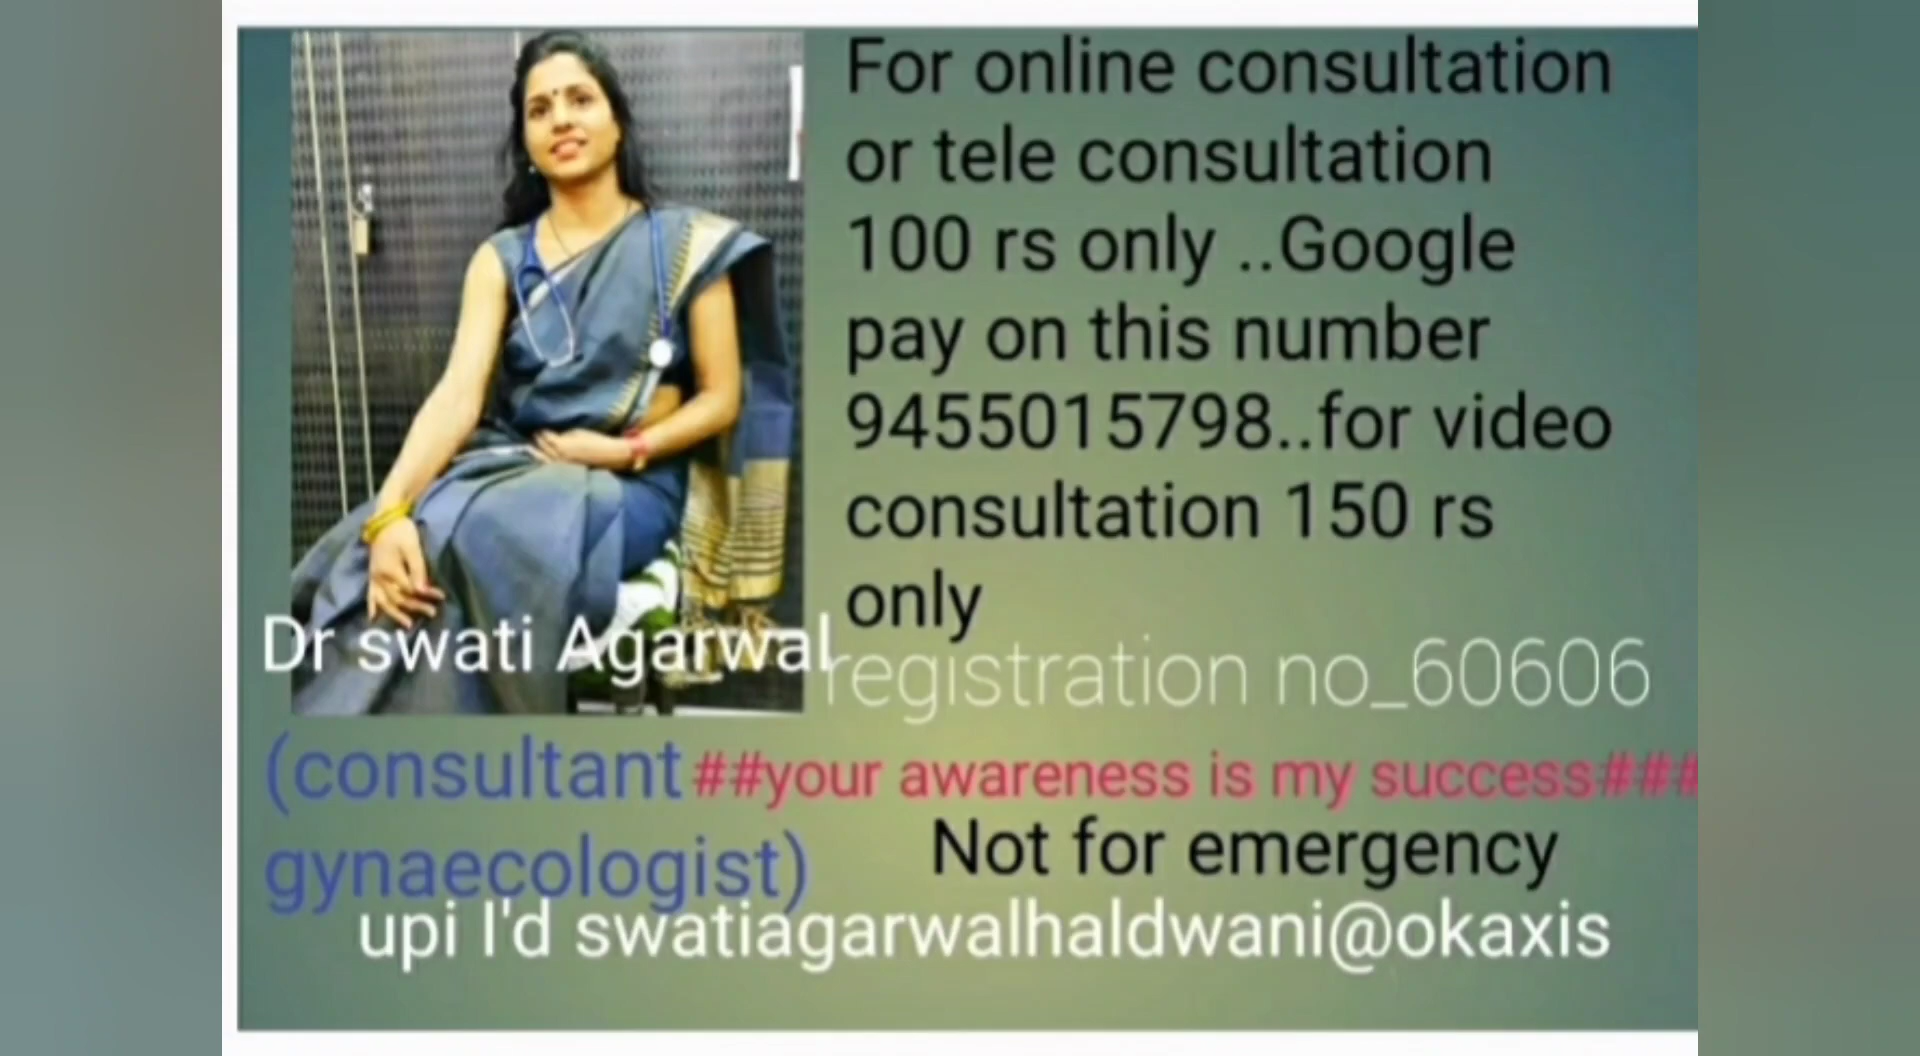 For online consultation
or tele consultation
100 rs only ..Google
pay on this number
9455015798..for video
consultation 150 rs
only
Dr swati Agarwal
registration no_60606
(consultant
gynaecologist)
##your awareness is my success###
Not for emergency
upi I'd swatiagarwalhaldwani@okaxis